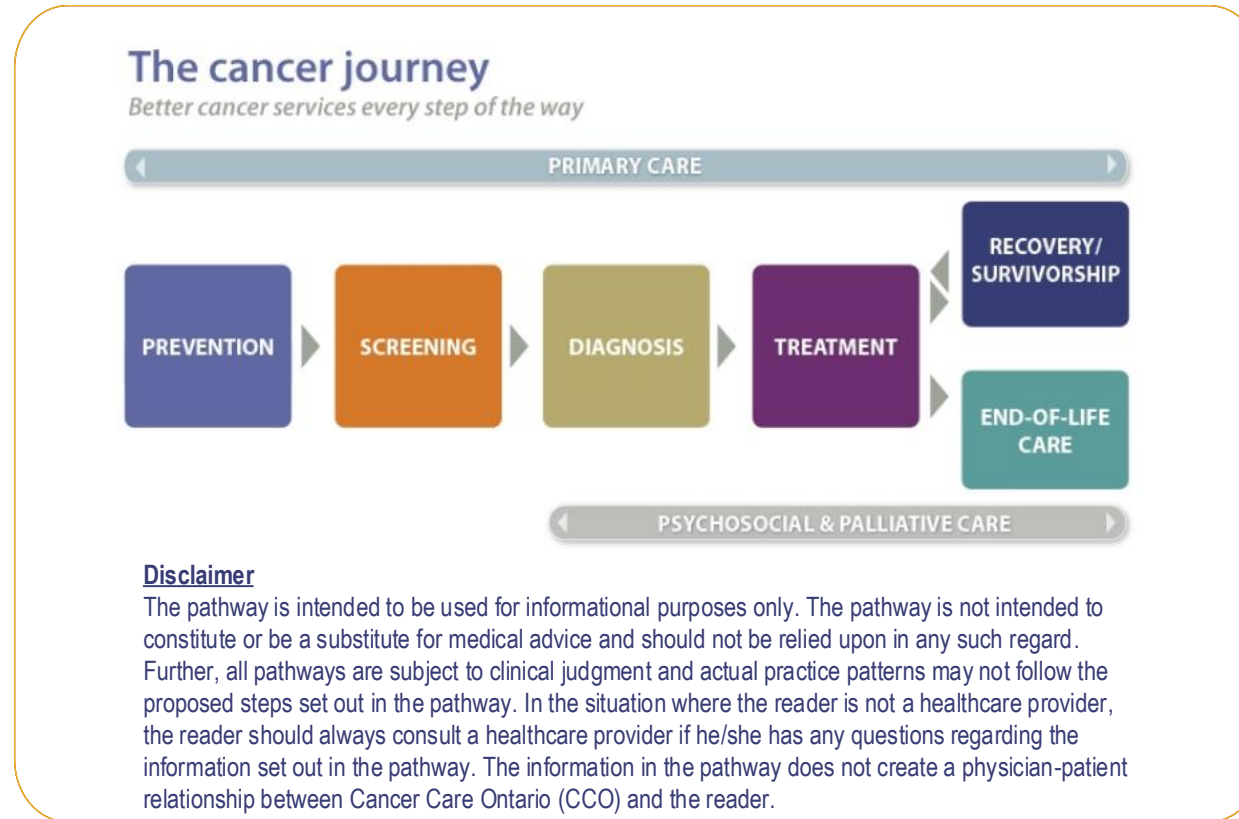 The cancer journey
Better cancer services every step of the way
PRIMARY CARE
PREVENTION
SCREENING
DIAGNOSIS
TREATMENT
RECOVERY/
SURVIVORSHIP
END-OF-LIFE
CARE
PSYCHOSOCIAL & PALLIATIVE CARE
Disclaimer
The pathway is intended to be used for informational purposes only. The pathway is not intended to
constitute or be a substitute for medical advice and should not be relied upon in any such regard.
Further, all pathways are subject to clinical judgment and actual practice patterns may not follow the
proposed steps set out in the pathway. In the situation where the reader is not a healthcare provider,
the reader should always consult a healthcare provider if he/she has any questions regarding the
information set out in the pathway. The information in the pathway does not create a physician-patient
relationship between Cancer Care Ontario (CCO) and the reader.